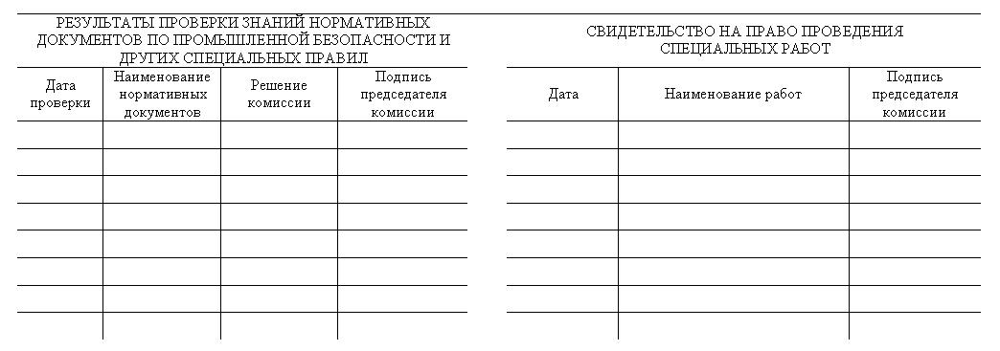 РЕЗУЛЬТАТЫ ПРОВЕРКИ ЗНАНИЙ НОРМАТИВНЫХ
ДОКУМЕНТОВ ПО ПРОМЫШЛЕННОЙ БЕЗОПАСНОСТИ И
ДРУГИХ СПЕЦИАЛЬНЫХ ПРАВИЛ
Дата
проверки
Наименование
нормативных
документов
Решение
комиссии
Подпись
председателя
комиссии
СВИДЕТЕЛЬСТВО НА ПРАВО ПРОВЕДЕНИЯ
СПЕЦИАЛЬНЫХ РАБОТ
Дата
Наименование работ
Подпись
председателя
комиссии